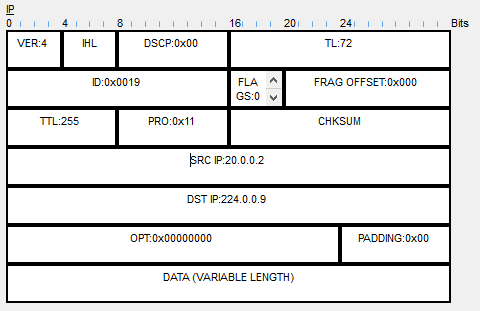 IP
0 4 8 16 20 24 Bits
VER:4 IHL DSCP:0x00 TL:72
ID:0x0019 FLA FRAG OFFSET:0x000
GS:0
TTL:255 PRO:0x11 CHKSUM
SRC IP:20.0.0.2
DST IP:224.0.0.9
OPT:0x00000000 PADDING:0x00
DATA (VARIABLE LENGTH)